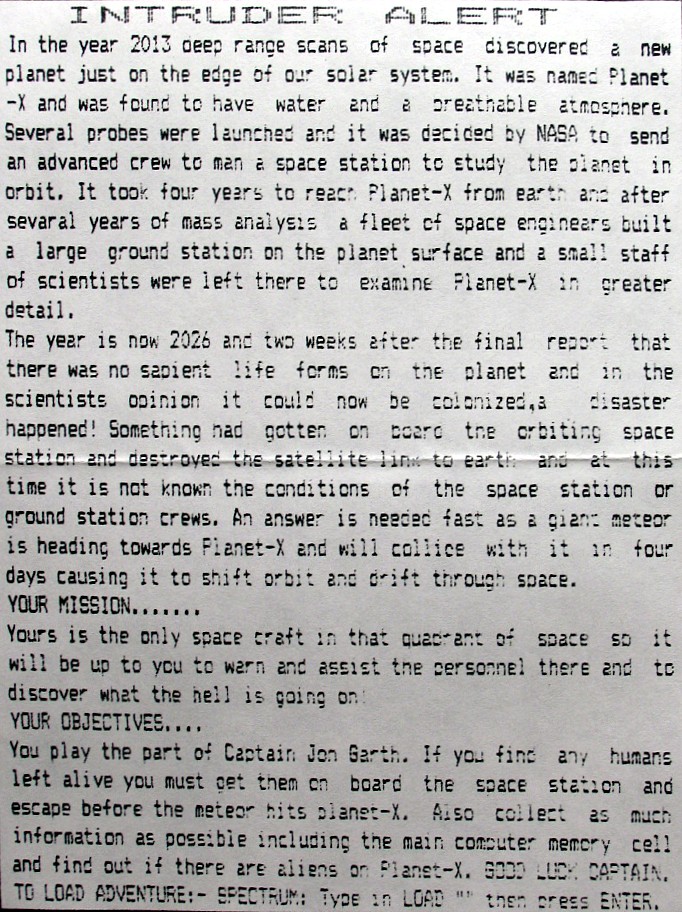 INTRUDER ALERT
In the year 2013 deep range scans of space discovered a new
planet just on the edge of our solar system. It was named Planet
-X and was found to have water and a breathable atmosphere.
Several probes were launched and it was decided by NASA to send
an advanced crew to man a space station to study the planet in
orbit. It took four years to reach Planet-X from earth and after
sevaral years of mass analysis a fleet of space engineers built
a large ground station on the planet surface and a small staff
of scientists were left there to examine Planet-X in greater
detail.
The year is now 2026 and two weeks after the final report that
there was no sapient life forms on the planet and in the
scientists opinion it could now be colonized,a disaster
happened! Something had gotten on board the orbiting space
station and destroyed the satellite link to earth and at this
time it is not known the conditions of the space station or
ground station crews. An answer is needed fast as a giant meteor
is heading towards Planet-X and will collide with it in four
days causing it to shift orbit and drift through space.
YOUR MISSION.......
Yours is the only space craft in that quadrant of space so it
will be up to you to warn and assist the personnel there and to
discover what the hell is going on!
YOUR OBJECTIVES....
You play the part of Captain Jon Garth. If you find any humans
left alive you must get them on board the space station and
escape before the meteor hits planet-X. Also collect as much
information as possible including the main computer memory cell
and find out if there are aliens on Planet-X. GOOD LUCK CAPTAIN.
TO LOAD ADVENTURE:- SPECTRUM: Type in LOAD "" then press ENTER.